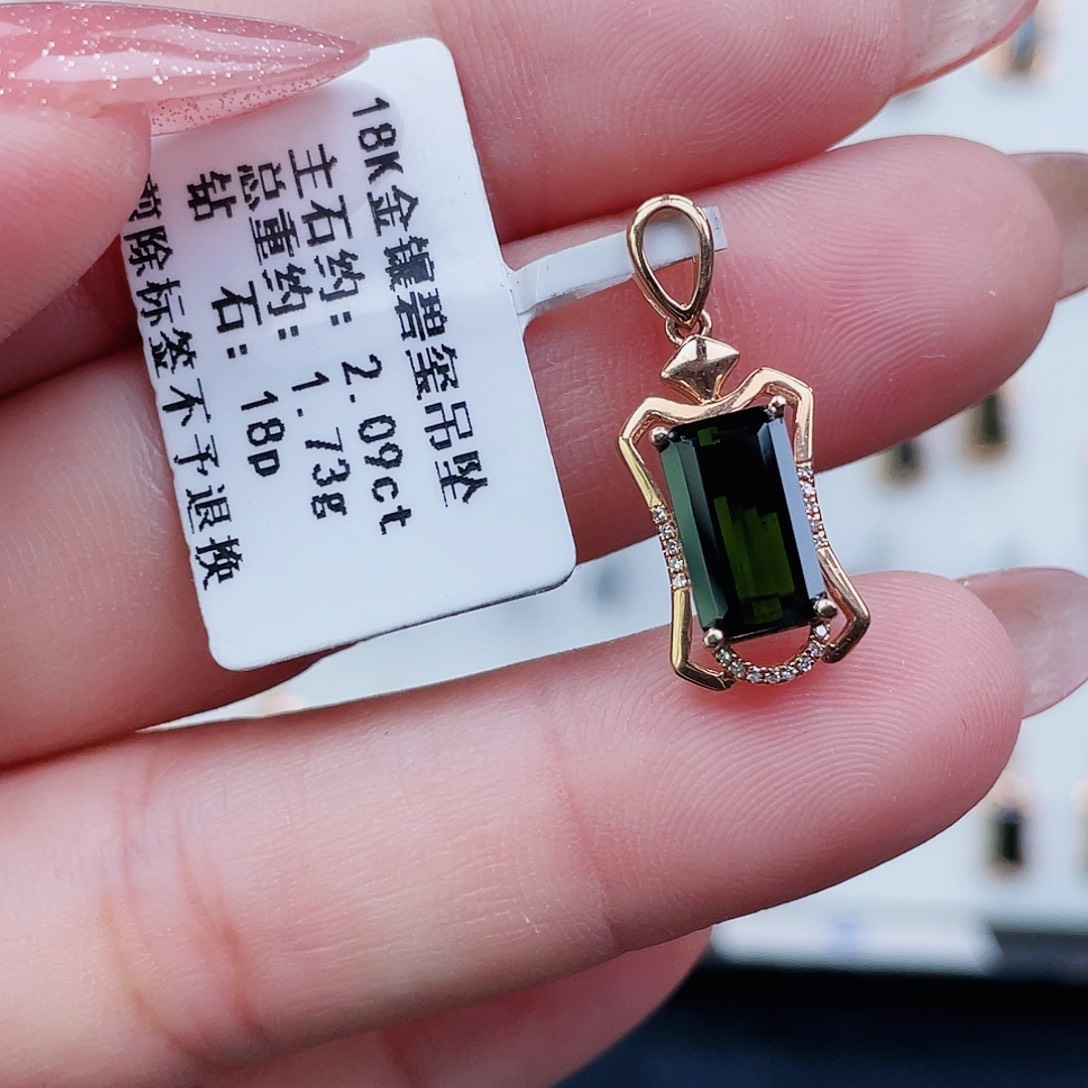 18K金镶碧玺吊坠
主石约: 2.09ct
总重约: 1.73g
钻 石: 18p
剪除标签不予退换